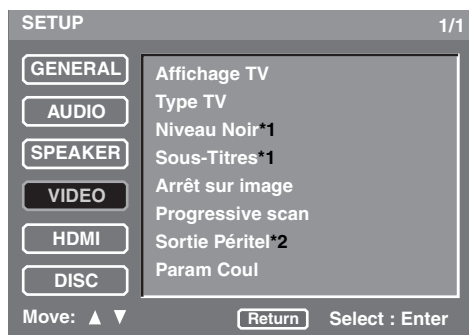 SETUP 1/1
GENERAL
AUDIO
SPEAKER
VIDEO
HDMI
DISC
Affichage TV
Type TV
Niveau Noir*1
Sous-Titres*1
Arrêt sur image
Progressive scan
Sortie Péritel*2
Param Coul
Move: ▲ ▼ Return Select : Enter